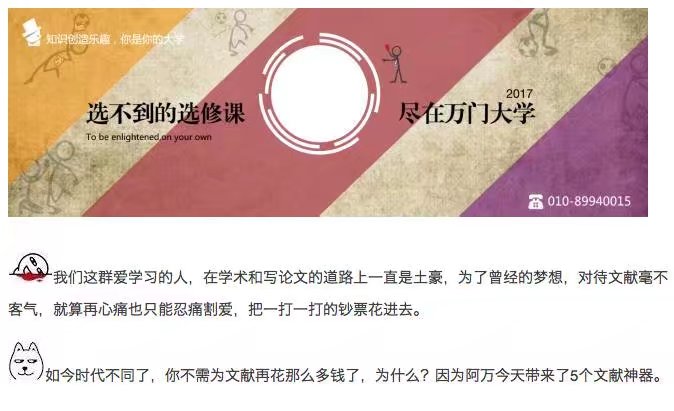 知识创造乐趣，你是你的大学
2017
选不到的选修课
尽在万门大学
To be enlightened on your own
010-89940015
我们这群爱学习的人，在学术和写论文的道路上一直是土豪，为了曾经的梦想，对待文献毫不
客气，就算再心痛也只能忍痛割爱，把一打一打的钞票花进去。
如今时代不同了，你不需为文献再花那么多钱了，为什么？因为阿万今天带来了5个文献神器。